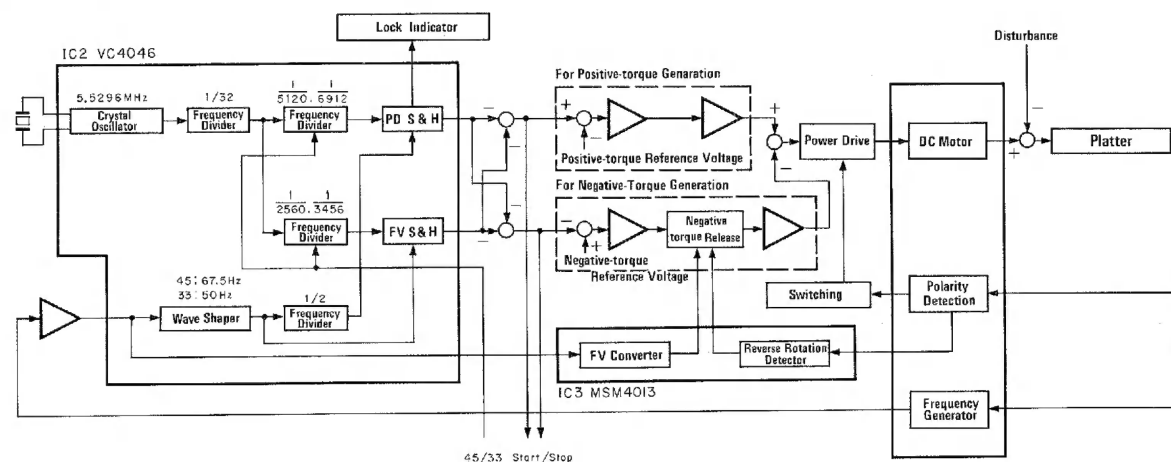 Lock Indicator
IC2 VC4046
Disturbance
For Positive-torque Genaration
5.5296MHz
1/32
1/5120 . 1/6912
Crystal
Oscillator
Frequency
Divider
Frequency
Divider
PD S & H
Power Drive
DC Motor
Platter
Positive-torque Reference Voltage
For Negative-Torque Generation
1/2560 . 1/3456
Frequency
Divider
FV S & H
Negative
torque Release
Negative-torque
Reference Voltage
45: 67.5Hz
33: 50Hz
1/2
Switching
Polarity
Detection
Wave Shaper
Frequency
Divider
FV Converter
Reverse Rotation
Detector
IC3 MSM4013
Frequency
Generator
45/33 Start/Stop